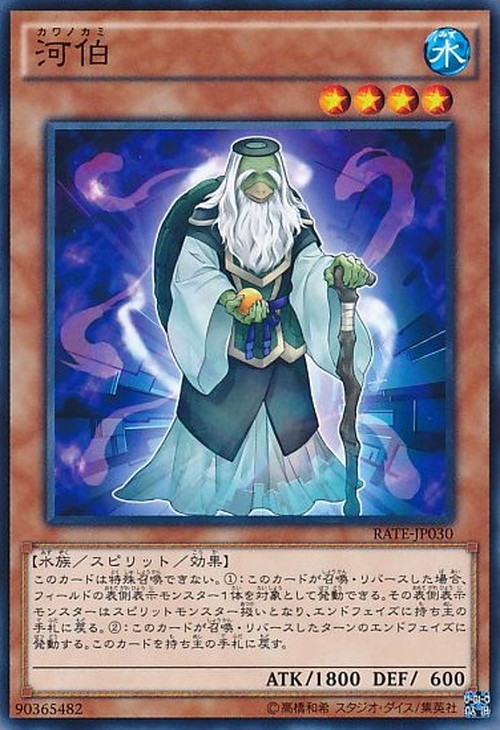 カワノカミ
河伯
水
RATE-JP030
【水族／スピリット／効果】
このカードは特殊召喚できない。①：このカードが召喚・リバースした場合、
フィールドの表側表示モンスター1体を対象として発動できる。その表側表示
モンスターはスピリットモンスター扱いとなり、エンドフェイズに持ち主の
手札に戻る。②：このカードが召喚・リバースしたターンのエンドフェイズに
発動する。このカードを持ち主の手札に戻す。
ATK/1800 DEF/ 600
90365482 ©高橋和希 スタジオ・ダイス/集英社